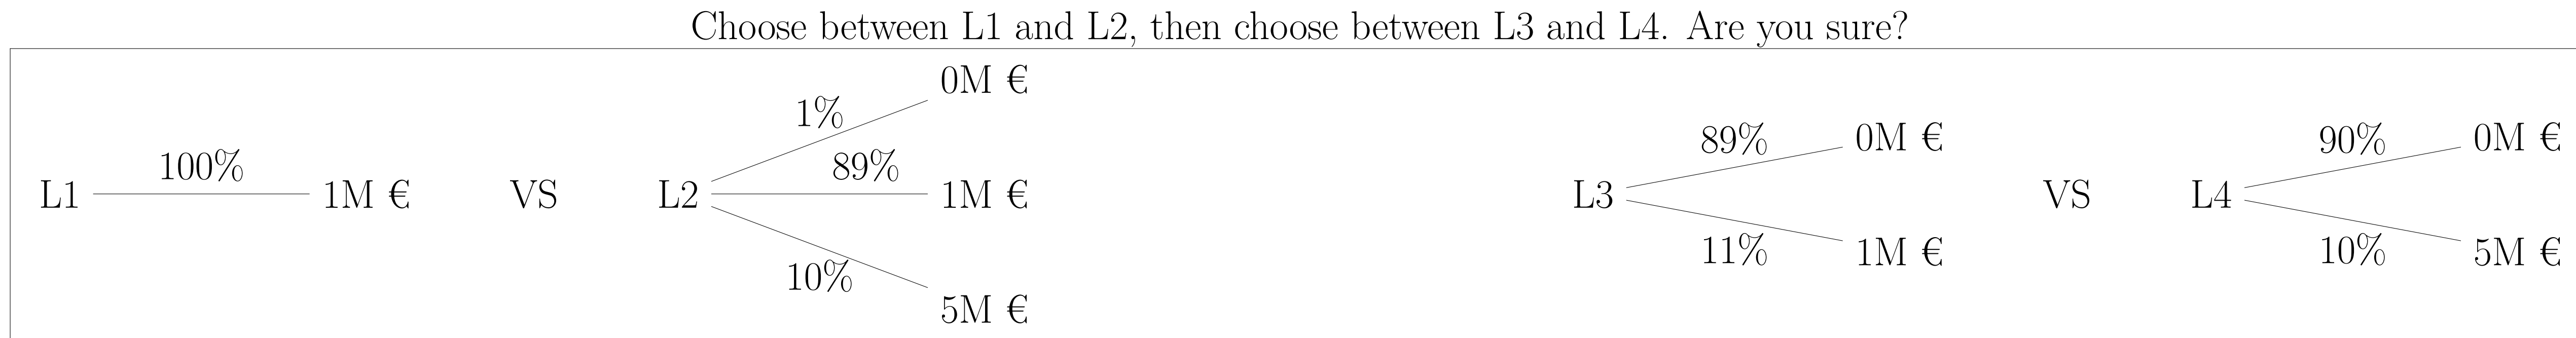 Choose between L1 and L2, then choose between L3 and L4. Are you sure?
0M €
1%
89%
0M €
90%
0M €
100%
89%
L1
1M €
VS
L2
1M €
L3
VS
L4
10%
11%
1M €
10%
5M €
5M €